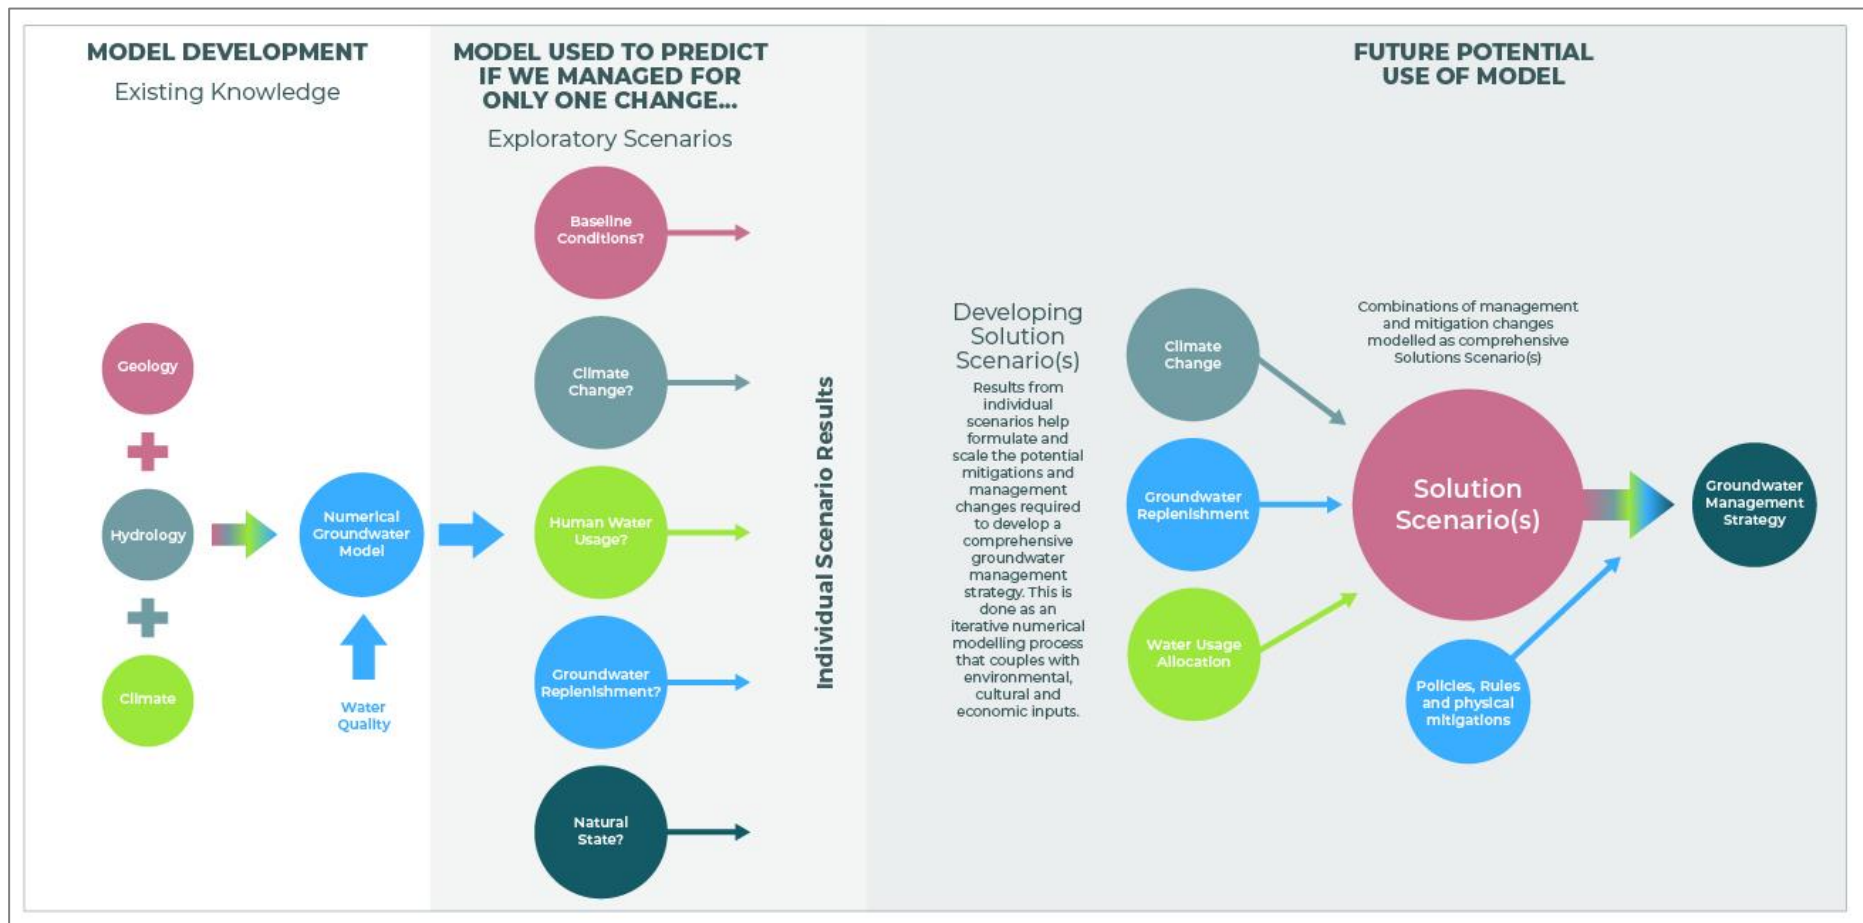 MODEL DEVELOPMENT
Existing Knowledge
Geology
Hydrology
Climate
Numerical
Groundwater
Model
Water
Quality
MODEL USED TO PREDICT
IF WE MANAGED FOR
ONLY ONE CHANGE...
Exploratory Scenarios
Baseline
Conditions?
Climate
Change?
Human Water
Usage?
Groundwater
Replenishment?
Natural
State?
Individual Scenario Results
FUTURE POTENTIAL
USE OF MODEL
Developing
Solution
Scenario(s)
Results from
individual
scenarios help
formulate and
scale the potential
mitigations and
management
changes required
to develop a
comprehensive
groundwater
management
strategy. This is
done as an
iterative numerical
modelling process
that couples with
environmental,
cultural and
economic inputs.
Climate
Change
Groundwater
Replenishment
Water Usage
Allocation
Combinations of management
and mitigation changes
modelled as comprehensive
Solutions Scenario(s)
Solution
Scenario(s)
Policies, Rules
and physical
mitigations
Groundwater
Management
Strategy